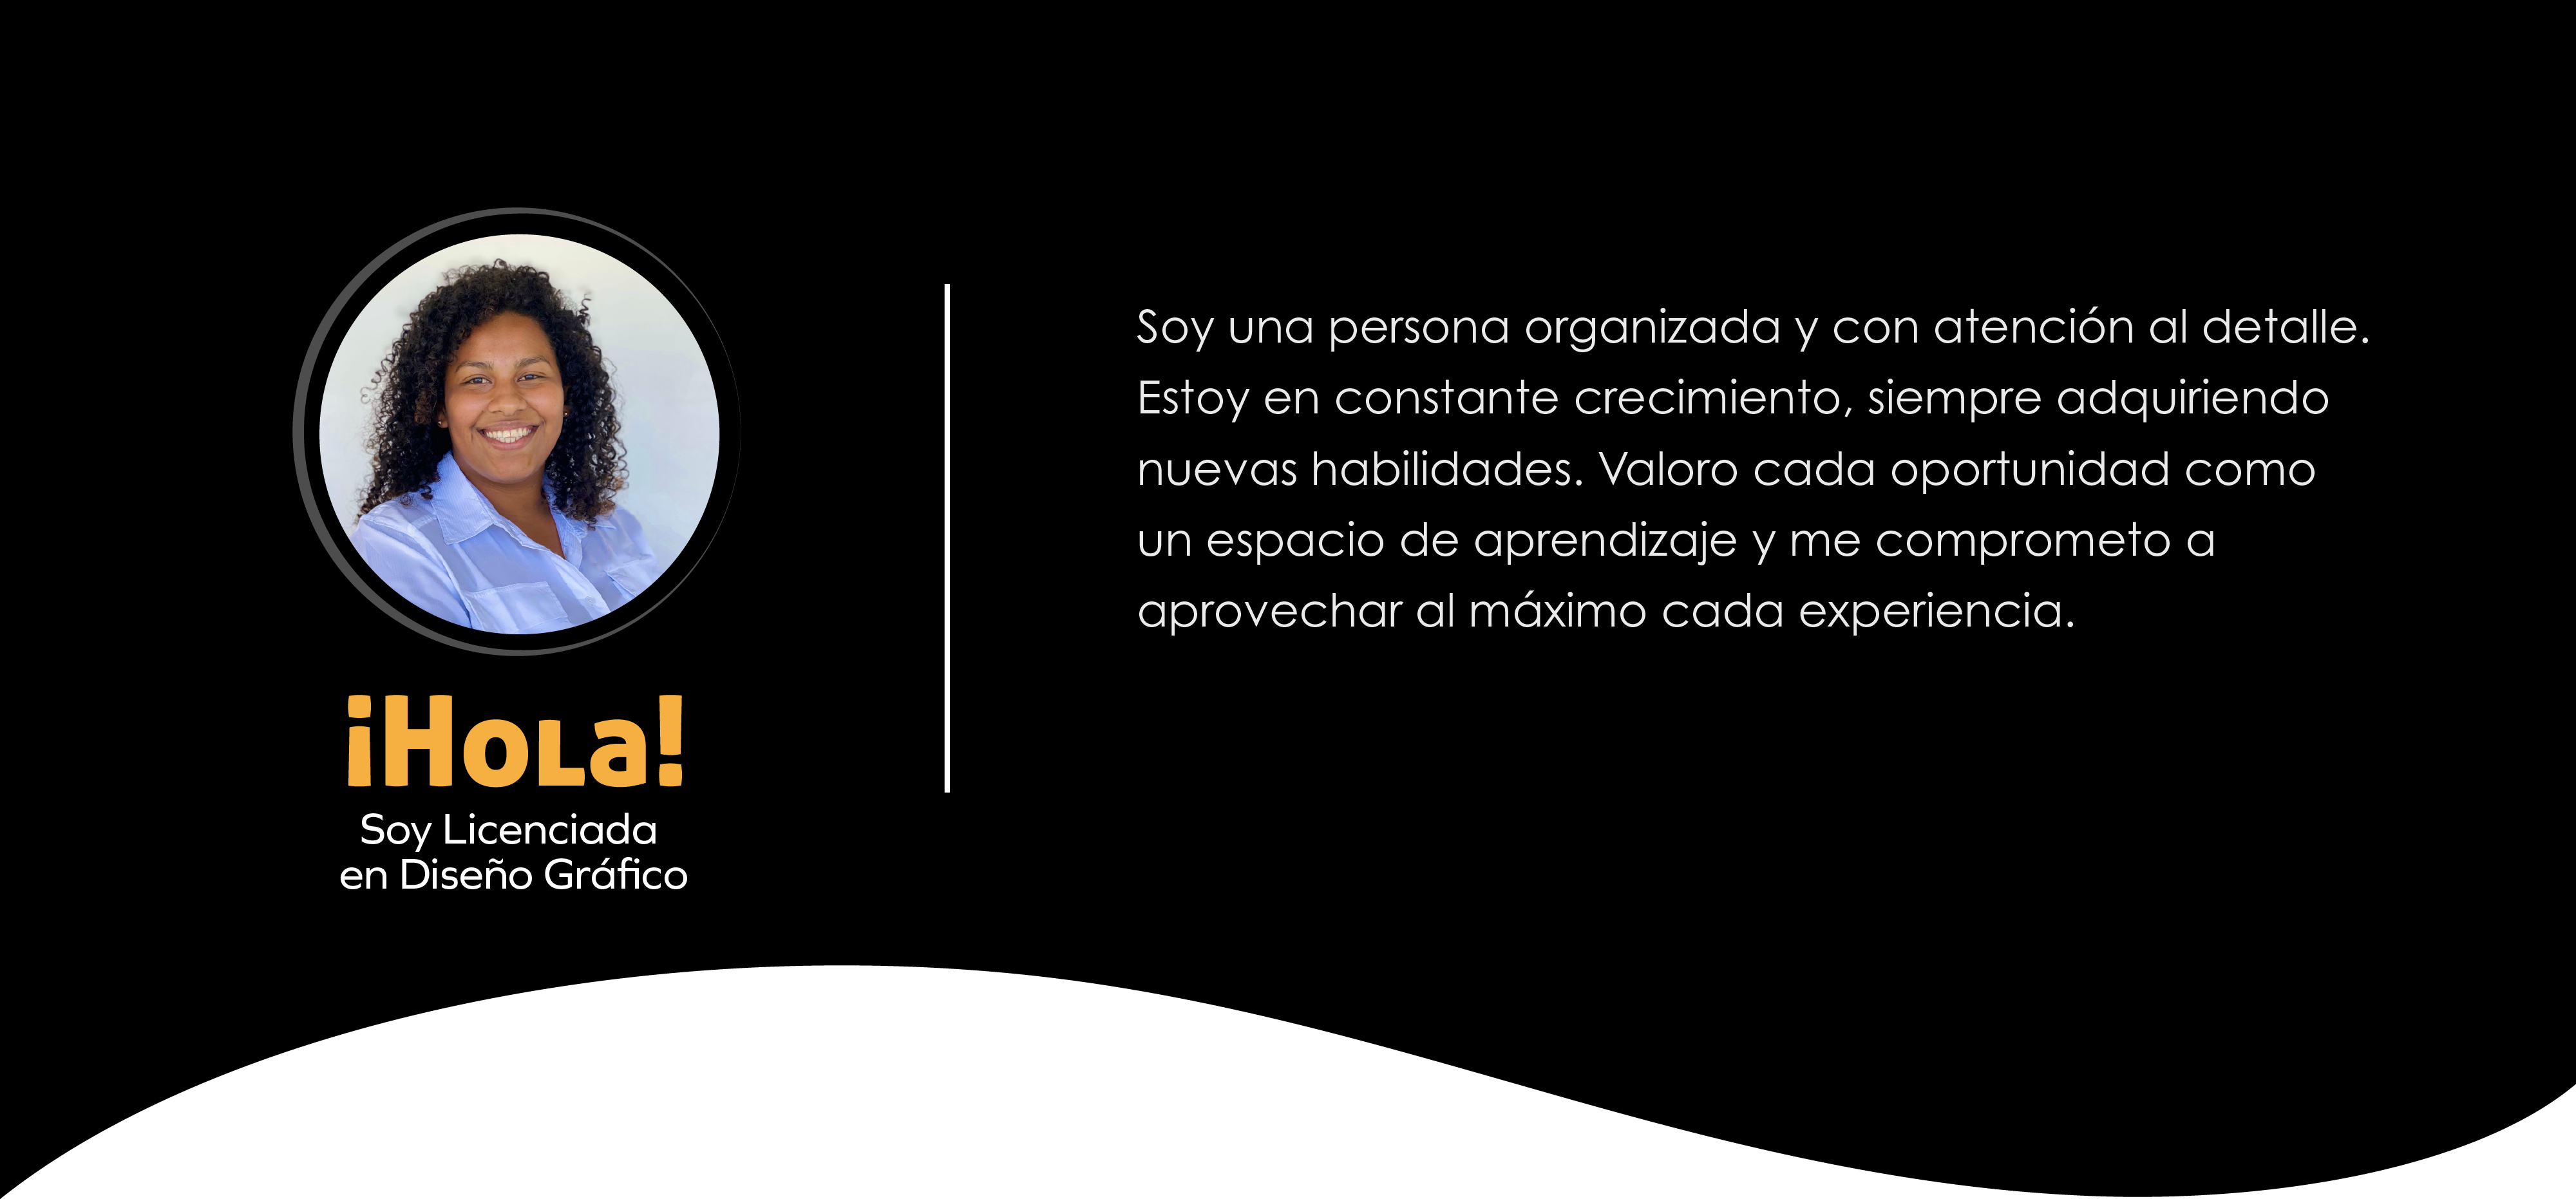 ¡Hola!
Soy Licenciada
en Diseño Gráfico
Soy una persona organizada y con atención al detalle.
Estoy en constante crecimiento, siempre adquiriendo
nuevas habilidades. Valoro cada oportunidad como
un espacio de aprendizaje y me comprometo a
aprovechar al máximo cada experiencia.